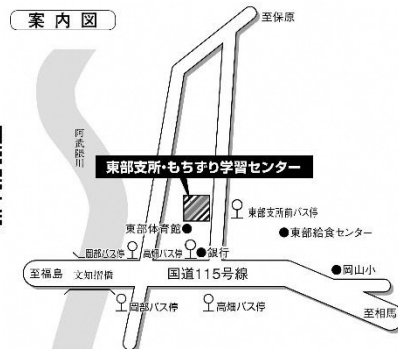 案内図
至保原
阿武隈川
東部支所・もちずり学習センター
東部支所前バス停
東部体育館
東部給食センター
岡部バス停
高畑バス停
銀行
岡山小
至福島
文知摺橋
国道115号線
至相馬
岡部バス停
高畑バス停